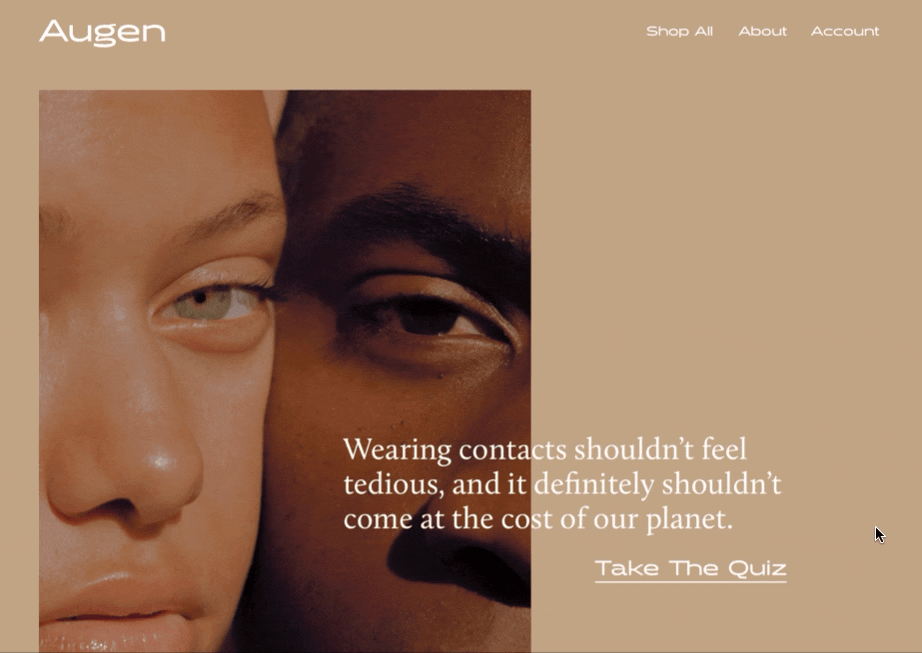 Augen
Shop All
About
Account
Wearing contacts shouldn’t feel
tedious, and it definitely shouldn’t
come at the cost of our planet.
Take The Quiz